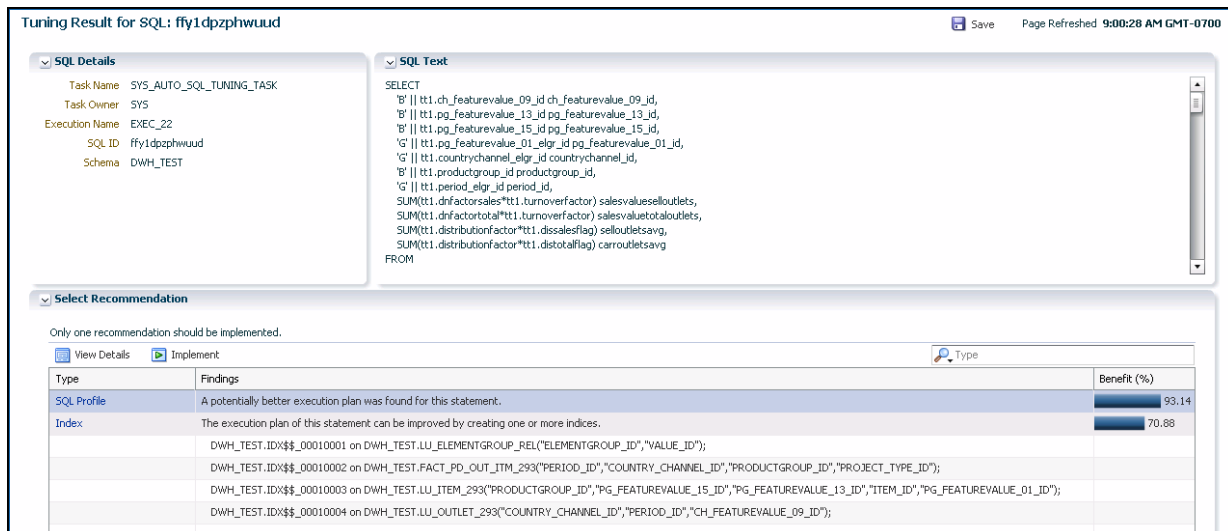 Tuning Result for SQL: ffy1dpzphwuud
Save
Page Refreshed 9:00:28 AM GMT-0700
SQL Details
Task Name SYS_AUTO_SQL_TUNING_TASK
Task Owner SYS
Execution Name EXEC_22
SQL ID ffy1dpzphwuud
Schema DWH_TEST
SQL Text
SELECT
'B' || tt1.ch_featurevalue_09_id ch_featurevalue_09_id,
'B' || tt1.pg_featurevalue_13_id pg_featurevalue_13_id,
'B' || tt1.pg_featurevalue_15_id pg_featurevalue_15_id,
'G' || tt1.pg_featurevalue_01_elgr_id pg_featurevalue_01_id,
'G' || tt1.countrychannel_elgr_id countrychannel_id,
'B' || tt1.productgroup_id productgroup_id,
'G' || tt1.period_elgr_id period_id,
SUM(tt1.dnfactorsales*tt1.turnoverfactor) salesvalueselloutlets,
SUM(tt1.dnfactortotal*tt1.turnoverfactor) salesvaluetotaloutlets,
SUM(tt1.distributionfactor*tt1.dissalesflag) selloutletsavg,
SUM(tt1.distributionfactor*tt1.distotalflag) carroutletsavg
FROM
Select Recommendation
Only one recommendation should be implemented.
View Details Implement Type
Type Findings Benefit (%)
SQL Profile A potentially better execution plan was found for this statement. 93.14
Index The execution plan of this statement can be improved by creating one or more indices. 70.88
DWH_TEST.IDX$$_00010001 on DWH_TEST.LU_ELEMENTGROUP_REL("ELEMENTGROUP_ID","VALUE_ID");
DWH_TEST.IDX$$_00010002 on DWH_TEST.FACT_PD_OUT_ITM_293("PERIOD_ID","COUNTRY_CHANNEL_ID","PRODUCTGROUP_ID","PROJECT_TYPE_ID");
DWH_TEST.IDX$$_00010003 on DWH_TEST.LU_ITEM_293("PRODUCTGROUP_ID","PG_FEATUREVALUE_15_ID","PG_FEATUREVALUE_13_ID","ITEM_ID","PG_FEATUREVALUE_01_ID");
DWH_TEST.IDX$$_00010004 on DWH_TEST.LU_OUTLET_293("COUNTRY_CHANNEL_ID","PERIOD_ID","CH_FEATUREVALUE_09_ID");